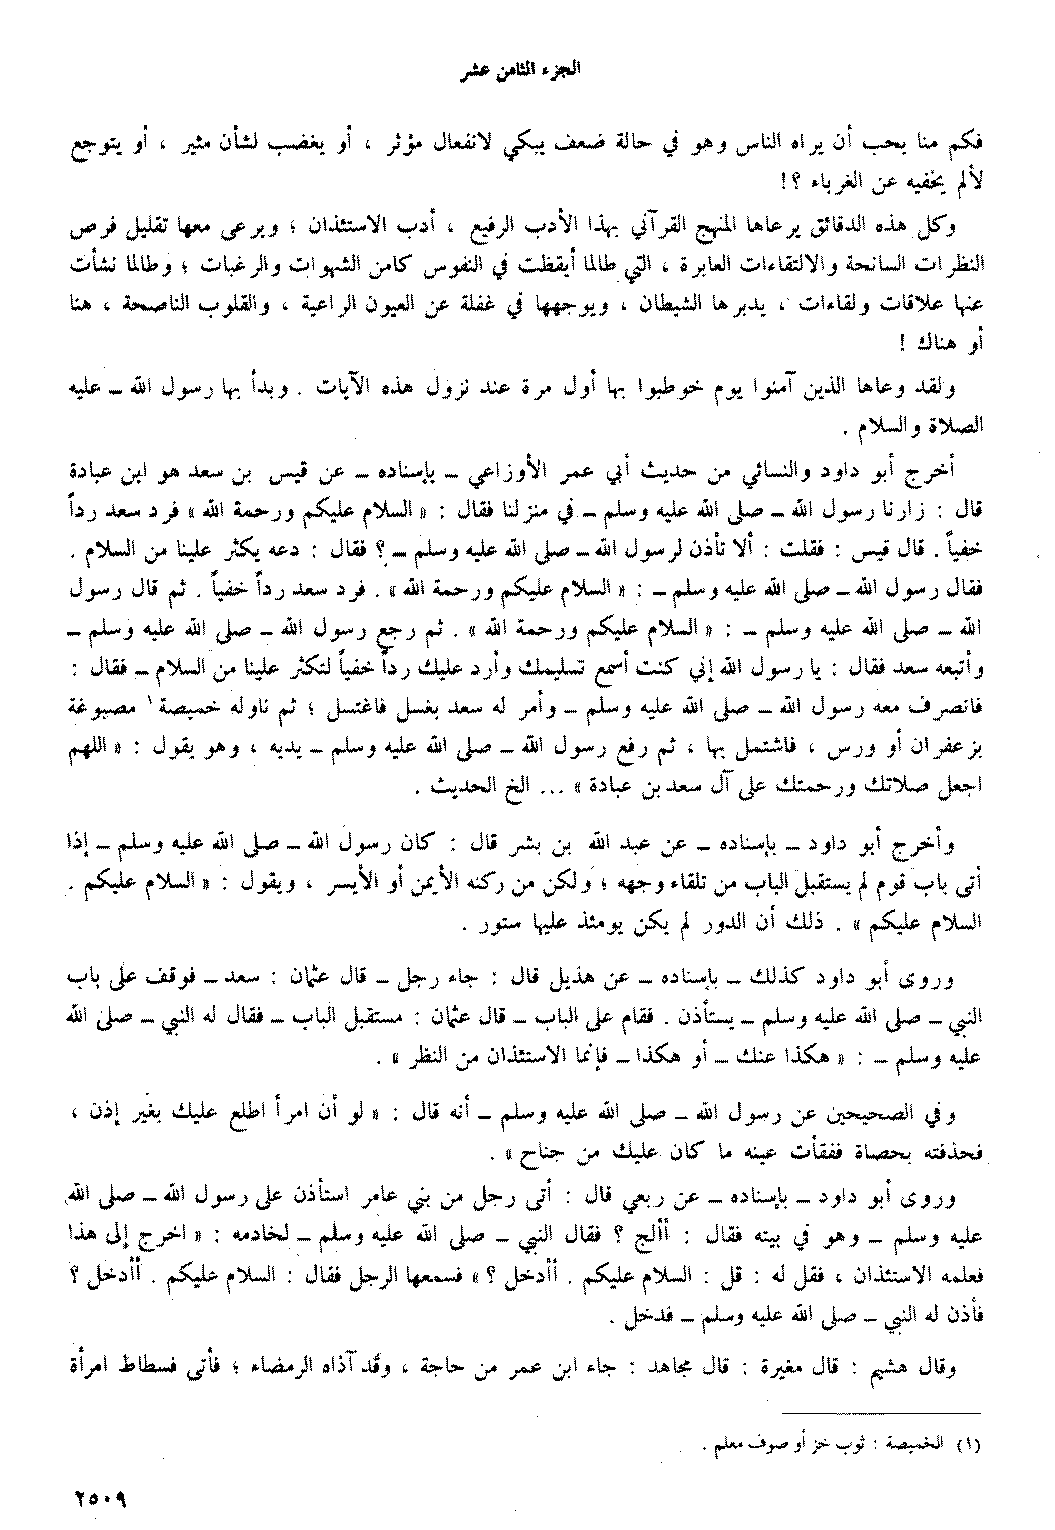 الجزء الثامن عشر
فكم منا يحب أن يراه الناس وهو في حالة ضعف يبكي لانفعال مؤثر ، أو يغضب لشأن مثير ، أو يتوجع
لألم يخفيه عن الغرباء ؟!
وكل هذه الدقائق يرعاها المنهج القرآني بهذا الأدب الرفيع ، أدب الاستئذان ؛ ويرعى معها تقليل فرص
النظرات السانحة والالتقاءات العابرة ، التي طالما أيقظت في النفوس كامن الشهوات والرغبات ؛ وطالما نشأت
عنها علاقات ولقاءات ، يدبرها الشيطان ، ويوجهها في غفلة عن العيون الراعية ، والقلوب الناصحة ، هنا
أو هناك !
ولقد وعاها الذين آمنوا يوم خوطبوا بها أول مرة عند نزول هذه الآيات . وبدأ بها رسول الله – عليه
الصلاة والسلام .
أخرج أبو داود والنسائي من حديث أبي عمر الأوزاعي – بإسناده – عن قيس بن سعد هو ابن عبادة
قال : زارنا رسول الله – صلى الله عليه وسلم – في منزلنا فقال : « السلام عليكم ورحمة الله » فرد سعد رداً
خفياً . قال قيس : فقلت : ألا تأذن لرسول الله – صلى الله عليه وسلم – ؟ فقال : دعه يكثر علينا من السلام .
فقال رسول الله – صلى الله عليه وسلم – : « السلام عليكم ورحمة الله » . فرد سعد رداً خفياً . ثم قال رسول
الله – صلى الله عليه وسلم – : « السلام عليكم ورحمة الله » . ثم رجع رسول الله – صلى الله عليه وسلم –
وأتبعه سعد فقال : يا رسول الله إني كنت أسمع تسليمك وأرد عليك رداً خفياً لتكثر علينا من السلام – فقال :
فانصرف معه رسول الله – صلى الله عليه وسلم – وأمر له سعد بغسل فاغتسل ؛ ثم ناوله خميصة ١ مصبوغة
بزعفران أو ورس ، فاشتمل بها ، ثم رفع رسول الله – صلى الله عليه وسلم – يديه ، وهو يقول : « اللهم
اجعل صلاتك ورحمتك على آل سعد بن عبادة » ... الخ الحديث .
وأخرج أبو داود – بإسناده – عن عبد الله بن بشر قال : كان رسول الله – صلى الله عليه وسلم – إذا
أتى باب قوم لم يستقبل الباب من تلقاء وجهه ؛ ولكن من ركنه الأيمن أو الأيسر ، ويقول : « السلام عليكم .
السلام عليكم » . ذلك أن الدور لم يكن يومئذ عليها ستور .
وروى أبو داود كذلك – بإسناده – عن هذيل قال : جاء رجل – قال عثمان : سعد – فوقف على باب
النبي – صلى الله عليه وسلم – يستأذن . فقام على الباب – قال عثمان : مستقبل الباب – فقال له النبي – صلى الله
عليه وسلم – : « هكذا عنك – أو هكذا – فإنما الاستئذان من النظر » .
وفي الصحيحين عن رسول الله – صلى الله عليه وسلم – أنه قال : « لو أن امرأ اطلع عليك بغير إذن ،
فحذفته بحصاة ففقأت عينه ما كان عليك من جناح » .
وروى أبو داود – بإسناده – عن ربعي قال : أتى رجل من بني عامر استأذن على رسول الله – صلى الله
عليه وسلم – وهو في بيته فقال : أألج ؟ فقال النبي – صلى الله عليه وسلم – لخادمه : « اخرج إلى هذا
فعلمه الاستئذان ، فقل له : قل : السلام عليكم . أأدخل ؟ » فسمعها الرجل فقال : السلام عليكم . أأدخل ؟
فأذن له النبي – صلى الله عليه وسلم – فدخل .
وقال هشيم : قال مغيرة : قال مجاهد : جاء ابن عمر من حاجة ، وقد آذاه الرمضاء ؛ فأتى فسطاط امرأة
(١) الخميصة : ثوب خز أو صوف معلم .
٢٥٠٩